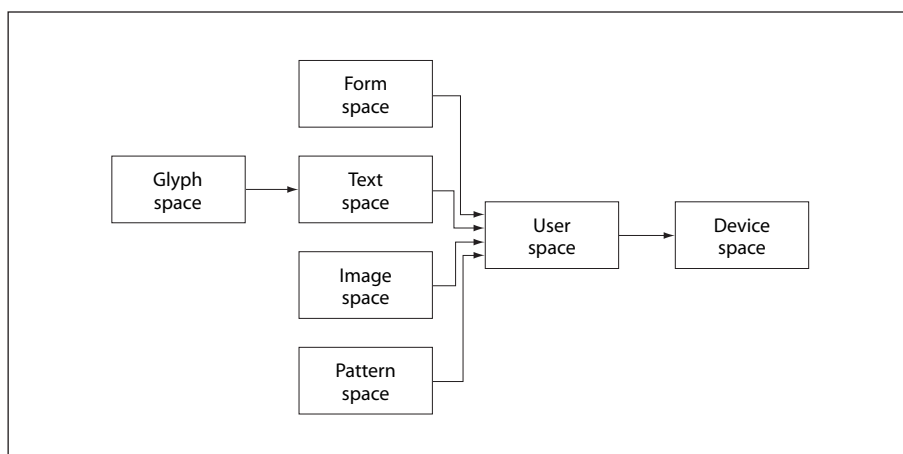 Form
space
Glyph
space
Text
space
User
space
Device
space
Image
space
Pattern
space